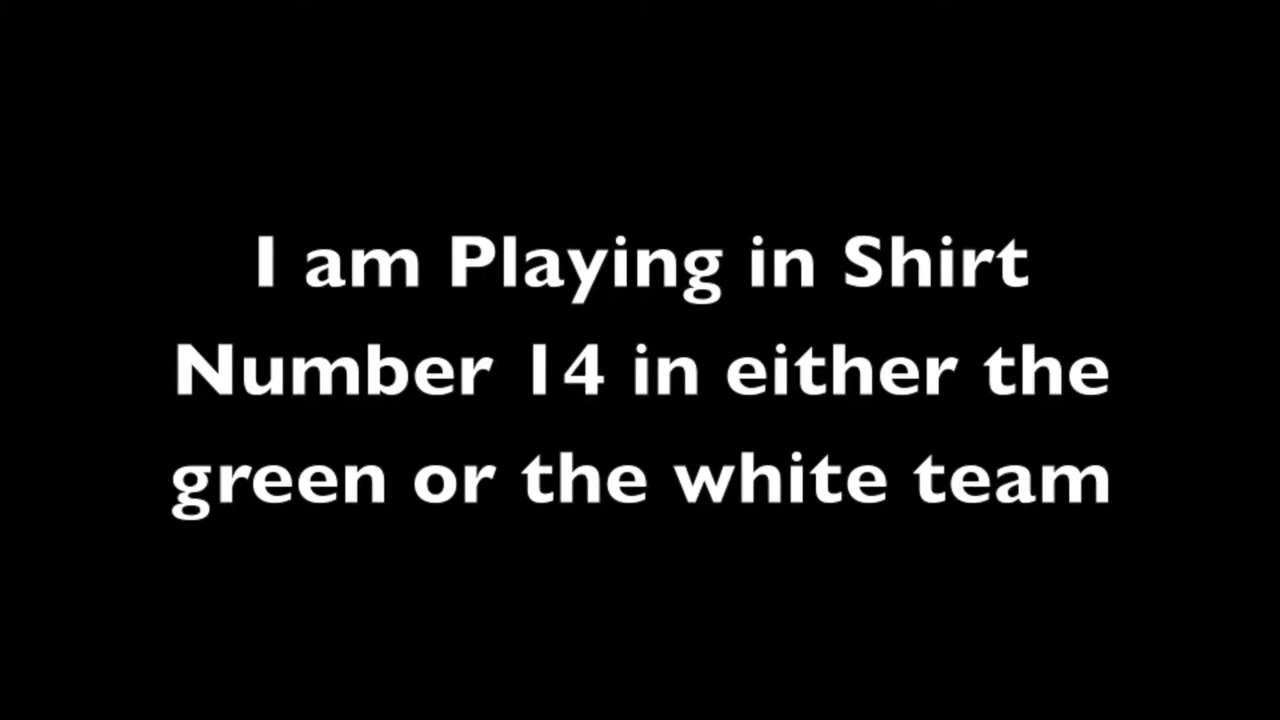 I am Playing in Shirt
Number 14 in either the
green or the white team